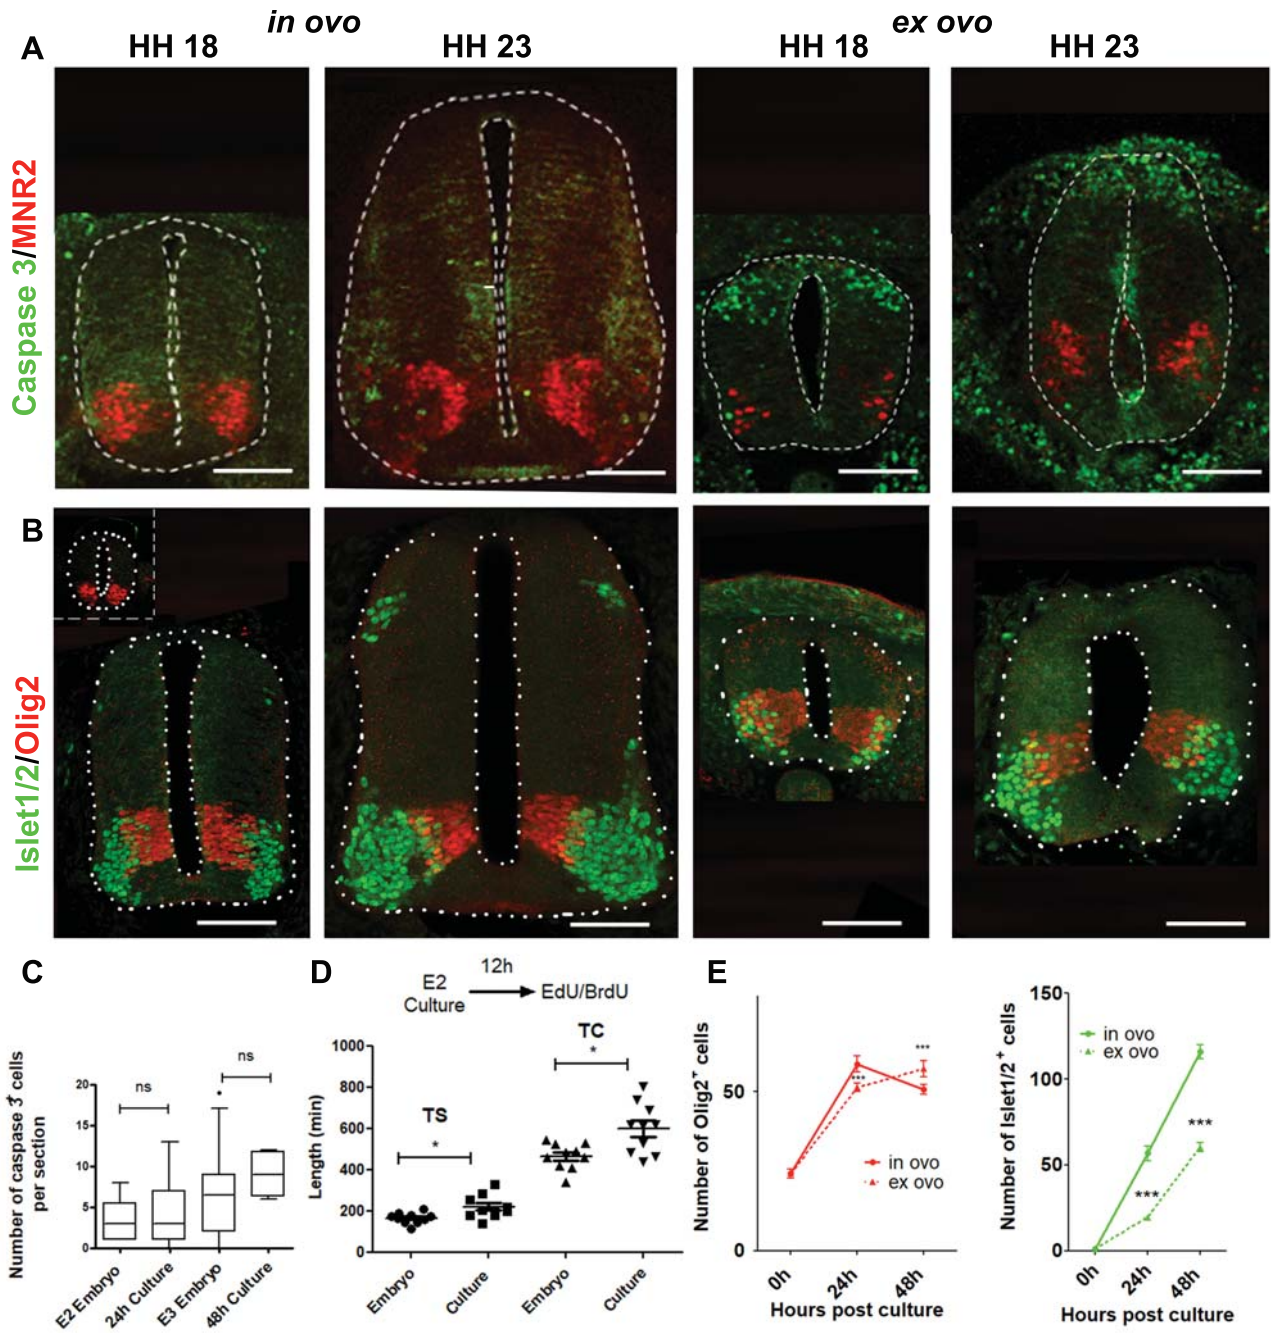 in ovo
ex ovo
A
HH 18
HH 23
HH 18
HH 23
Caspase 3/MNR2
B
Islet1/2/Olig2
C
ns
ns
Number of caspase 3+ cells
per section
20
15
10
5
0
E2 Embryo
24h Culture
E3 Embryo
48h Culture
D
E2
Culture
12h
EdU/BrdU
TC
*
TS
*
Length (min)
1000
800
600
400
200
0
Embryo
Culture
Embryo
Culture
E
Number of Olig2+ cells
50
0
***
***
in ovo
ex ovo
0h
24h
48h
Hours post culture
Number of Islet1/2+ cells
150
100
50
0
in ovo
ex ovo
***
***
0h
24h
48h
Hours post culture